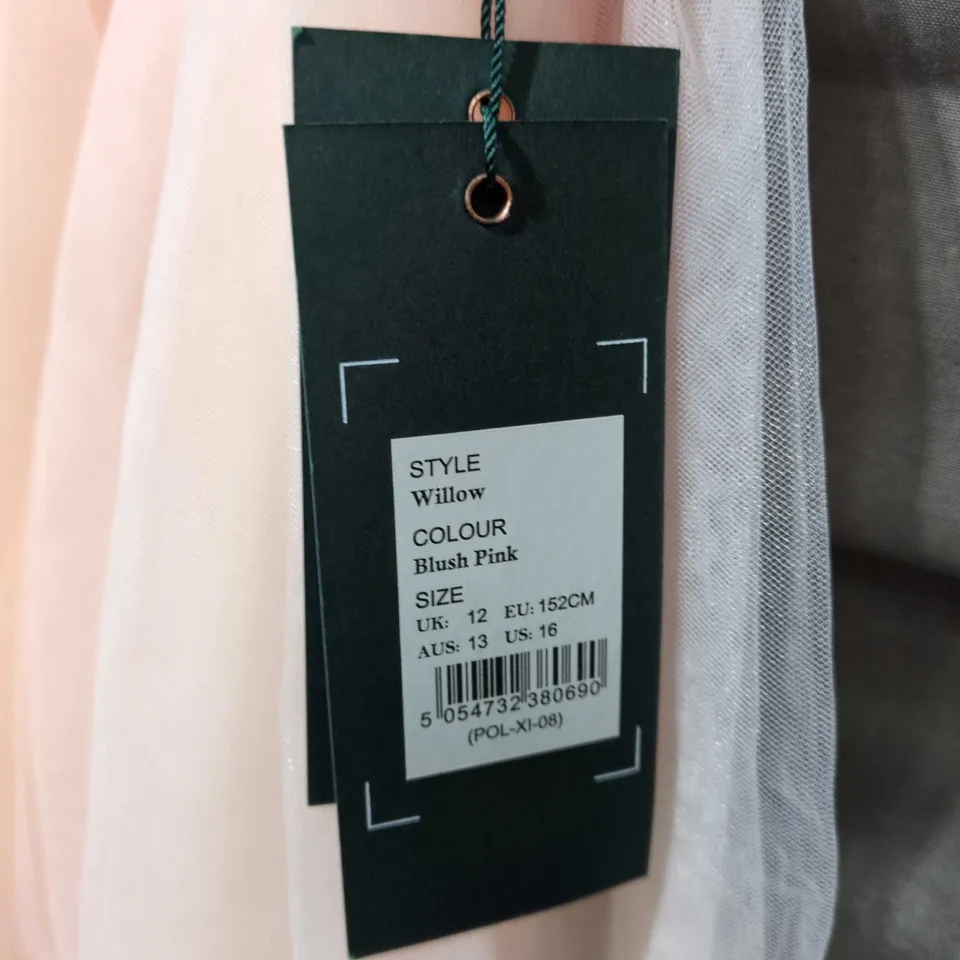 STYLE
Willow
COLOUR
Blush Pink
SIZE
UK: 12 EU: 152CM
AUS: 13 US: 16
5 054732 380690
(POL-XI-08)